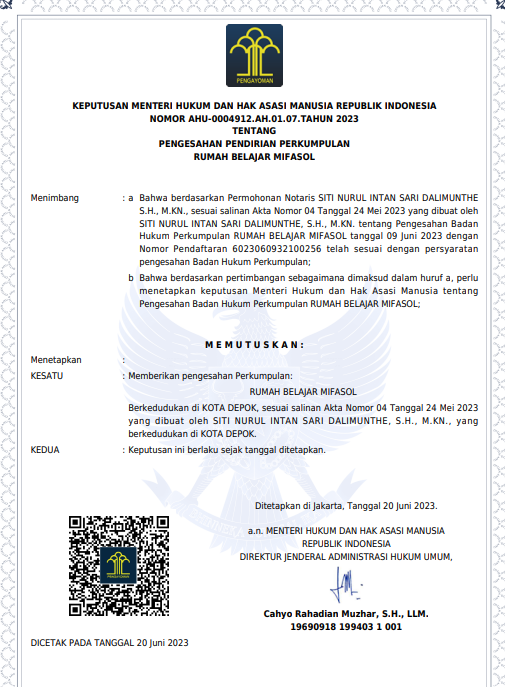 PENGAYOMAN
KEPUTUSAN MENTERI HUKUM DAN HAK ASASI MANUSIA REPUBLIK INDONESIA
NOMOR AHU-0004912.AH.01.07.TAHUN 2023
TENTANG
PENGESAHAN PENDIRIAN PERKUMPULAN
RUMAH BELAJAR MIFASOL
Menimbang : a Bahwa berdasarkan Permohonan Notaris SITI NURUL INTAN SARI DALIMUNTHE
S.H., M.KN., sesuai salinan Akta Nomor 04 Tanggal 24 Mei 2023 yang dibuat oleh
SITI NURUL INTAN SARI DALIMUNTHE, S.H., M.KN. tentang Pengesahan Badan
Hukum Perkumpulan RUMAH BELAJAR MIFASOL tanggal 09 Juni 2023 dengan
Nomor Pendaftaran 6023060932100256 telah sesuai dengan persyaratan
pengesahan Badan Hukum Perkumpulan;
b Bahwa berdasarkan pertimbangan sebagaimana dimaksud dalam huruf a, perlu
menetapkan keputusan Menteri Hukum dan Hak Asasi Manusia tentang
Pengesahan Badan Hukum Perkumpulan RUMAH BELAJAR MIFASOL;
M E M U T U S K A N :
Menetapkan :
KESATU : Memberikan pengesahan Perkumpulan:
RUMAH BELAJAR MIFASOL
Berkedudukan di KOTA DEPOK, sesuai salinan Akta Nomor 04 Tanggal 24 Mei 2023
yang dibuat oleh SITI NURUL INTAN SARI DALIMUNTHE, S.H., M.KN., yang
berkedudukan di KOTA DEPOK.
KEDUA : Keputusan ini berlaku sejak tanggal ditetapkan.
Ditetapkan di Jakarta, Tanggal 20 Juni 2023.
a.n. MENTERI HUKUM DAN HAK ASASI MANUSIA
REPUBLIK INDONESIA
DIREKTUR JENDERAL ADMINISTRASI HUKUM UMUM,
PENGAYOMAN
Cahyo Rahadian Muzhar, S.H., LLM.
19690918 199403 1 001
DICETAK PADA TANGGAL 20 Juni 2023